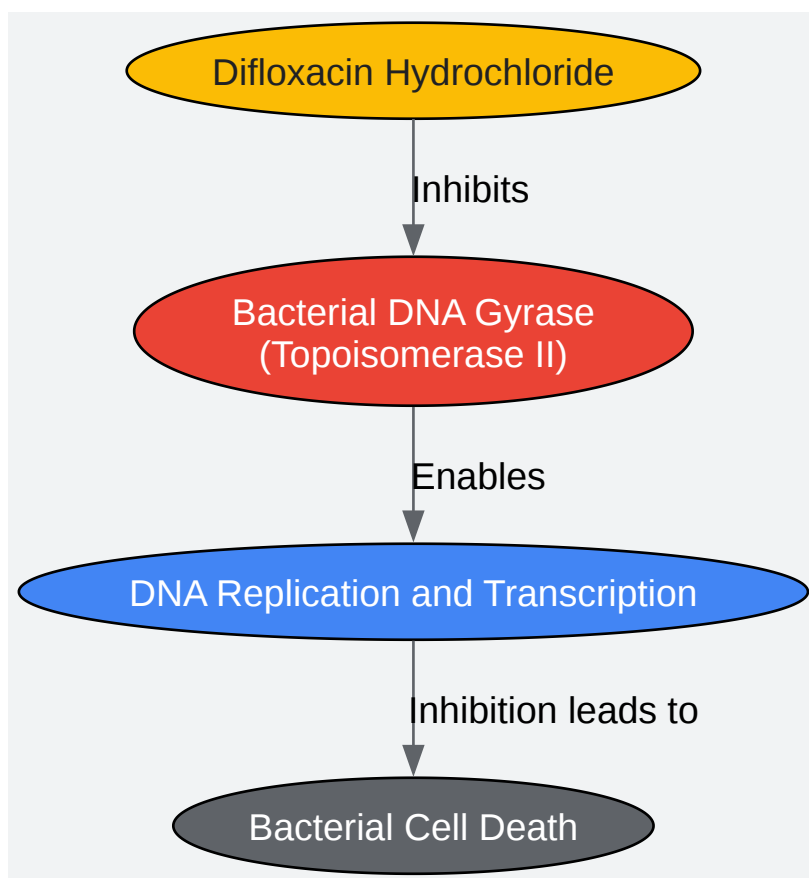 Difloxacin Hydrochloride
Inhibits
Bacterial DNA Gyrase
(Topoisomerase II)
Enables
DNA Replication and Transcription
Inhibition leads to
Bacterial Cell Death